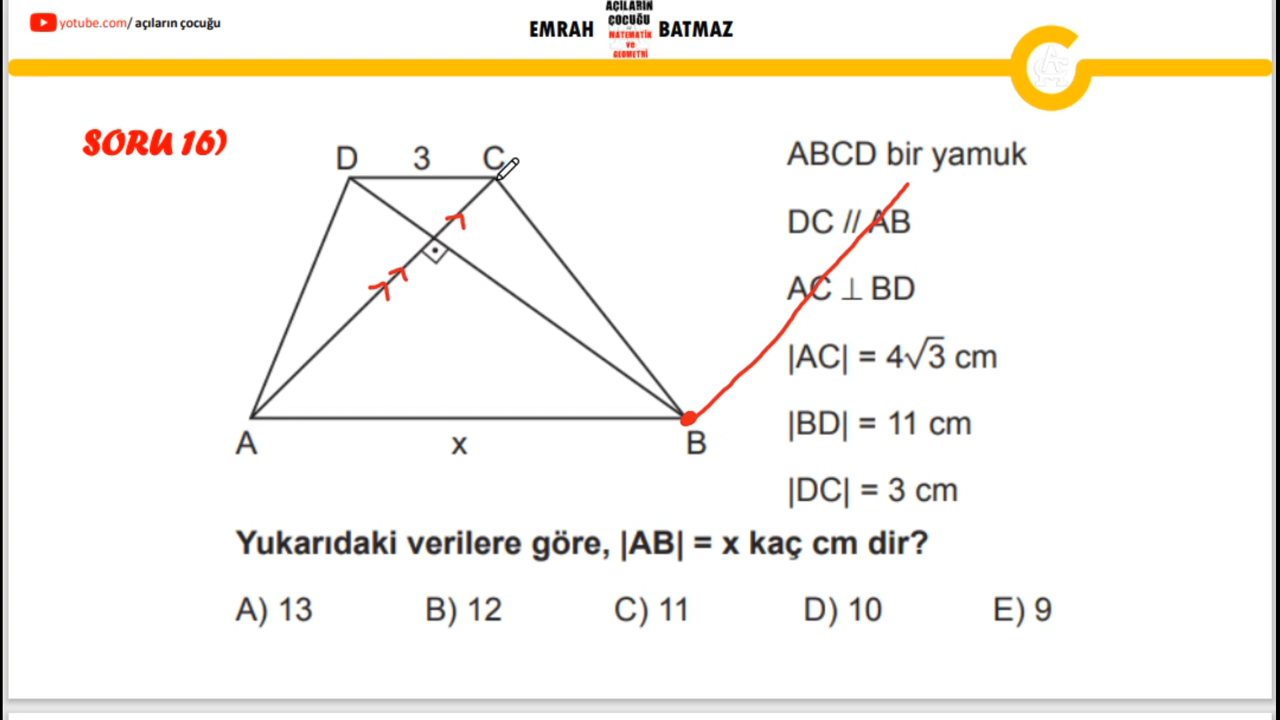 yotube.com/ açıların çocuğu
EMRAH
AÇILARIN
ÇOCUĞU
MATEMATİK
ve
GEOMETRİ
BATMAZ
SORU 16)
D 3 C
A x B
ABCD bir yamuk
DC // AB
AC ⊥ BD
|AC| = 4√3 cm
|BD| = 11 cm
|DC| = 3 cm
Yukarıdaki verilere göre, |AB| = x kaç cm dir?
A) 13 B) 12 C) 11 D) 10 E) 9